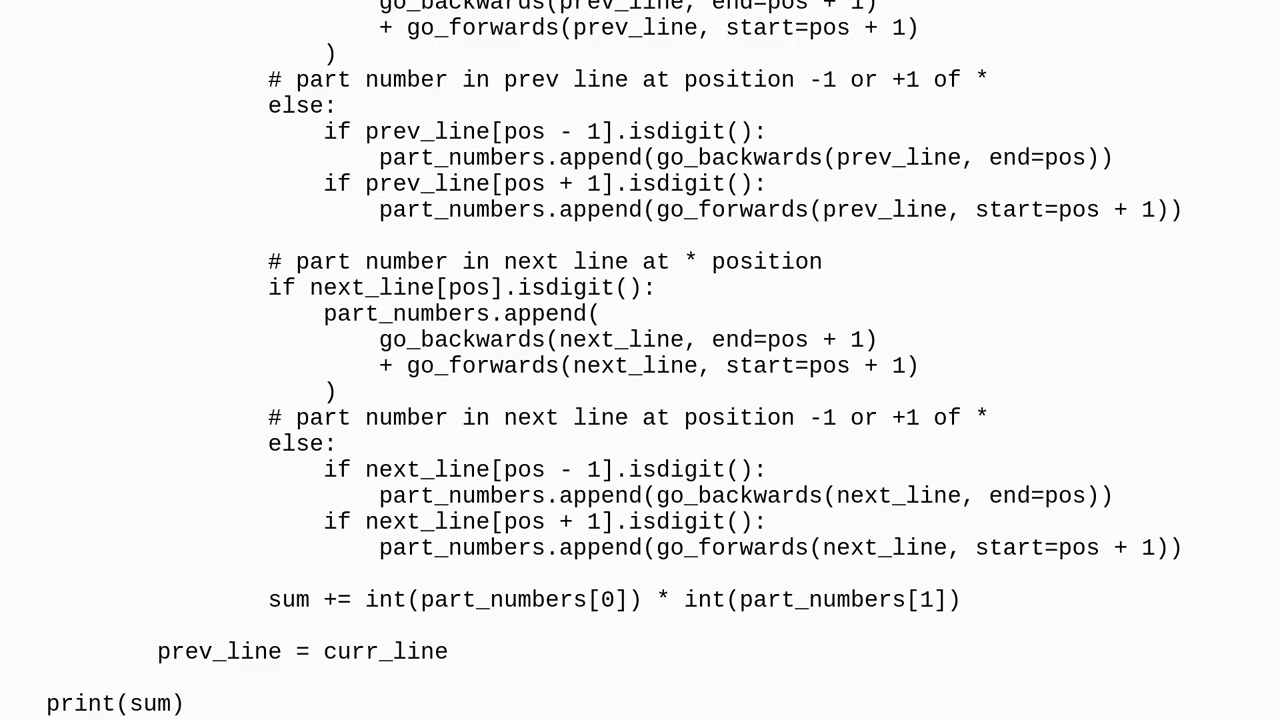 go_backwards(prev_line, end=pos + 1)
+ go_forwards(prev_line, start=pos + 1)
)
# part number in prev line at position -1 or +1 of *
else:
if prev_line[pos - 1].isdigit():
part_numbers.append(go_backwards(prev_line, end=pos))
if prev_line[pos + 1].isdigit():
part_numbers.append(go_forwards(prev_line, start=pos + 1))
# part number in next line at * position
if next_line[pos].isdigit():
part_numbers.append(
go_backwards(next_line, end=pos + 1)
+ go_forwards(next_line, start=pos + 1)
)
# part number in next line at position -1 or +1 of *
else:
if next_line[pos - 1].isdigit():
part_numbers.append(go_backwards(next_line, end=pos))
if next_line[pos + 1].isdigit():
part_numbers.append(go_forwards(next_line, start=pos + 1))
sum += int(part_numbers[0]) * int(part_numbers[1])
prev_line = curr_line
print(sum)